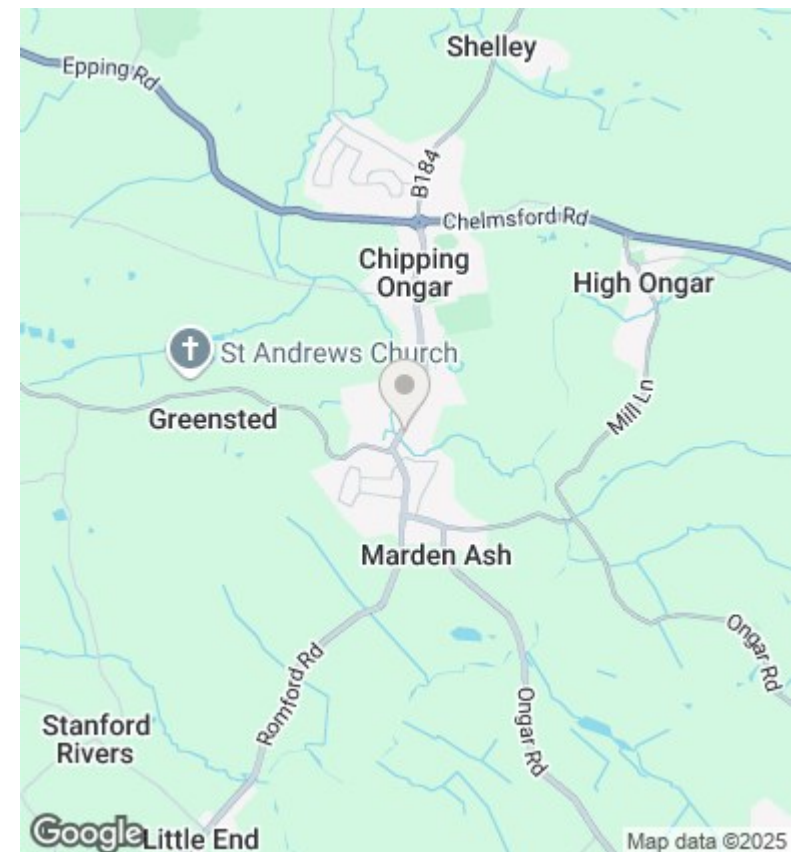 Shelley
Epping Rd
B184
Chelmsford Rd
Chipping
Ongar
High Ongar
St Andrews Church
Greensted
Mill Ln
Marden Ash
Ongar Rd
Romford Rd
Ongar Rd
Stanford
Rivers
Google
Little End
Map data ©2025